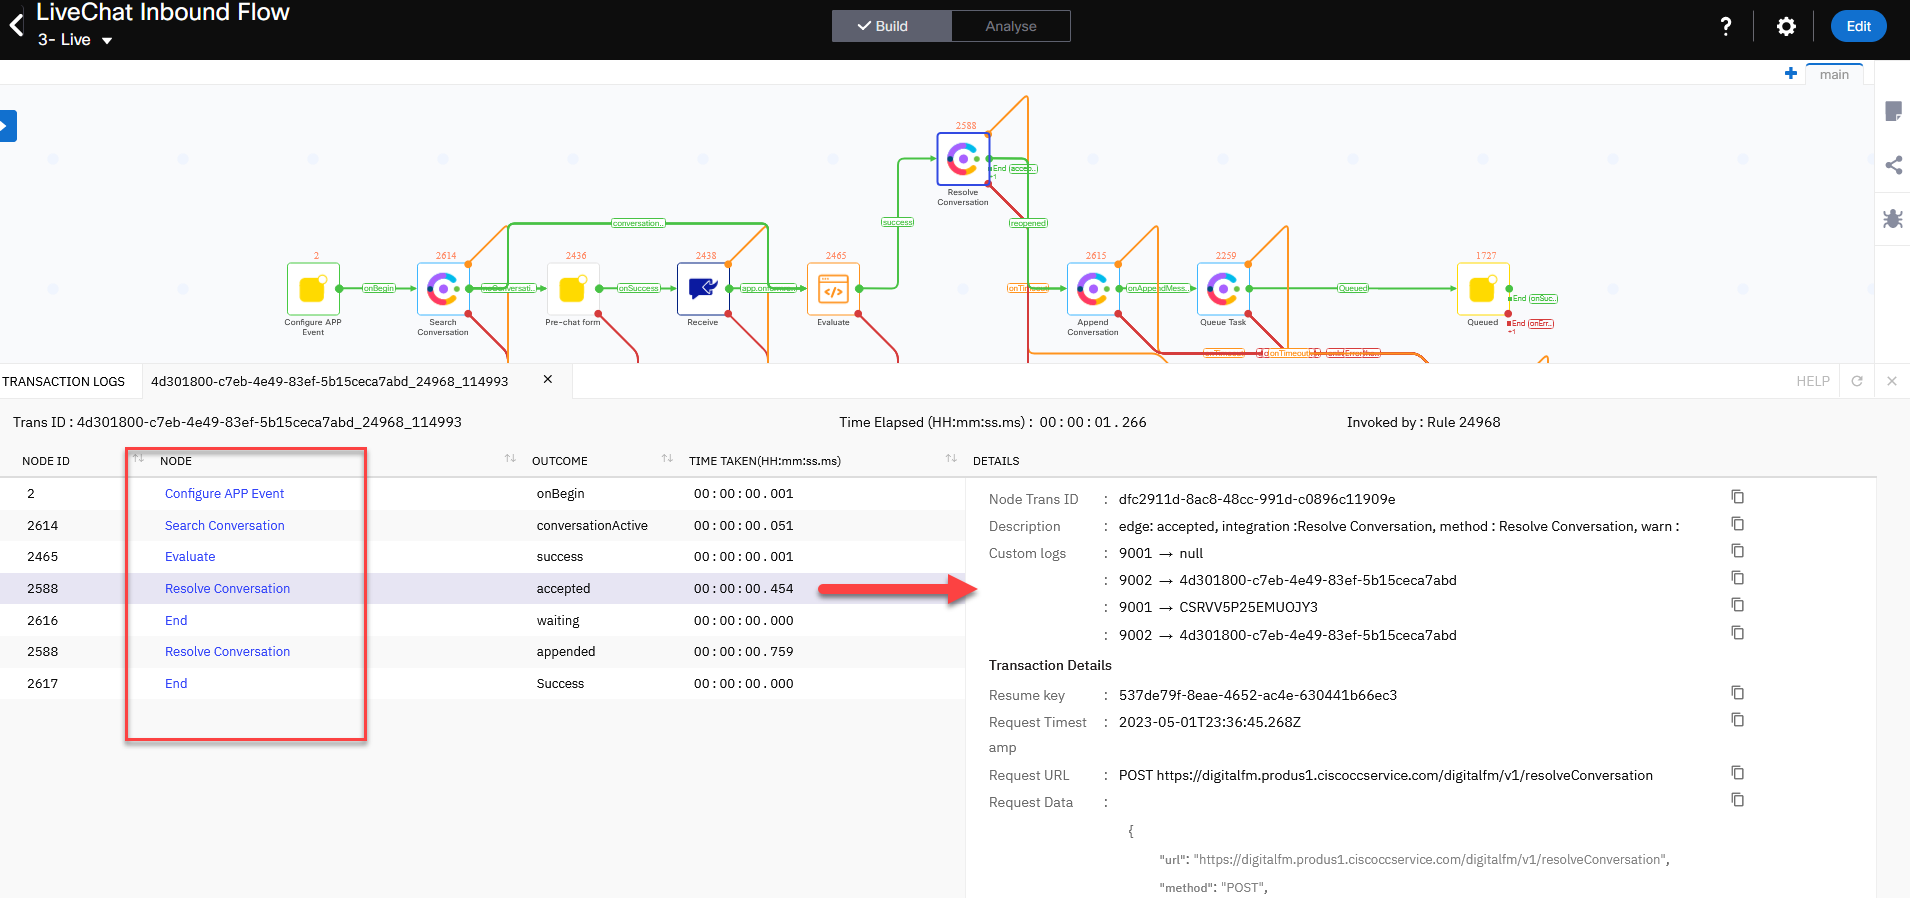 LiveChat Inbound Flow
3- Live
Build
Analyse
?
Edit
main
2588
End
accep..
+1
Resolve
Conversation
conversation..
success
reopened
2
2614
2436
2438
2465
2615
2259
1727
onBegin
onSuccess
onTimeout
onAppendMess..
Queued
End
onSuc..
Configure APP
Event
Search
Conversation
Pre-chat form
Receive
Evaluate
Append
Conversation
Queue Task
Queued
End
onErr..
+1
onTimeout
TRANSACTION LOGS
4d301800-c7eb-4e49-83ef-5b15ceca7abd_24968_114993
HELP
Trans ID : 4d301800-c7eb-4e49-83ef-5b15ceca7abd_24968_114993
Time Elapsed (HH:mm:ss.ms) : 00:00:01.266
Invoked by : Rule 24968
NODE ID
NODE
OUTCOME
TIME TAKEN(HH:mm:ss.ms)
DETAILS
2 Configure APP Event onBegin 00:00:00.001
2614 Search Conversation conversationActive 00:00:00.051
2465 Evaluate success 00:00:00.001
2588 Resolve Conversation accepted 00:00:00.454
2616 End waiting 00:00:00.000
2588 Resolve Conversation appended 00:00:00.759
2617 End Success 00:00:00.000
Node Trans ID : dfc2911d-8ac8-48cc-991d-c0896c11909e
Description : edge: accepted, integration :Resolve Conversation, method : Resolve Conversation, warn :
Custom logs : 9001 → null
: 9002 → 4d301800-c7eb-4e49-83ef-5b15ceca7abd
: 9001 → CSRVV5P25EMUOJY3
: 9002 → 4d301800-c7eb-4e49-83ef-5b15ceca7abd
Transaction Details
Resume key : 537de79f-8eae-4652-ac4e-630441b66ec3
Request Timest : 2023-05-01T23:36:45.268Z
amp
Request URL : POST https://digitalfm.produs1.ciscoccservice.com/digitalfm/v1/resolveConversation
Request Data :
{
"url": "https://digitalfm.produs1.ciscoccservice.com/digitalfm/v1/resolveConversation",
"method": "POST",